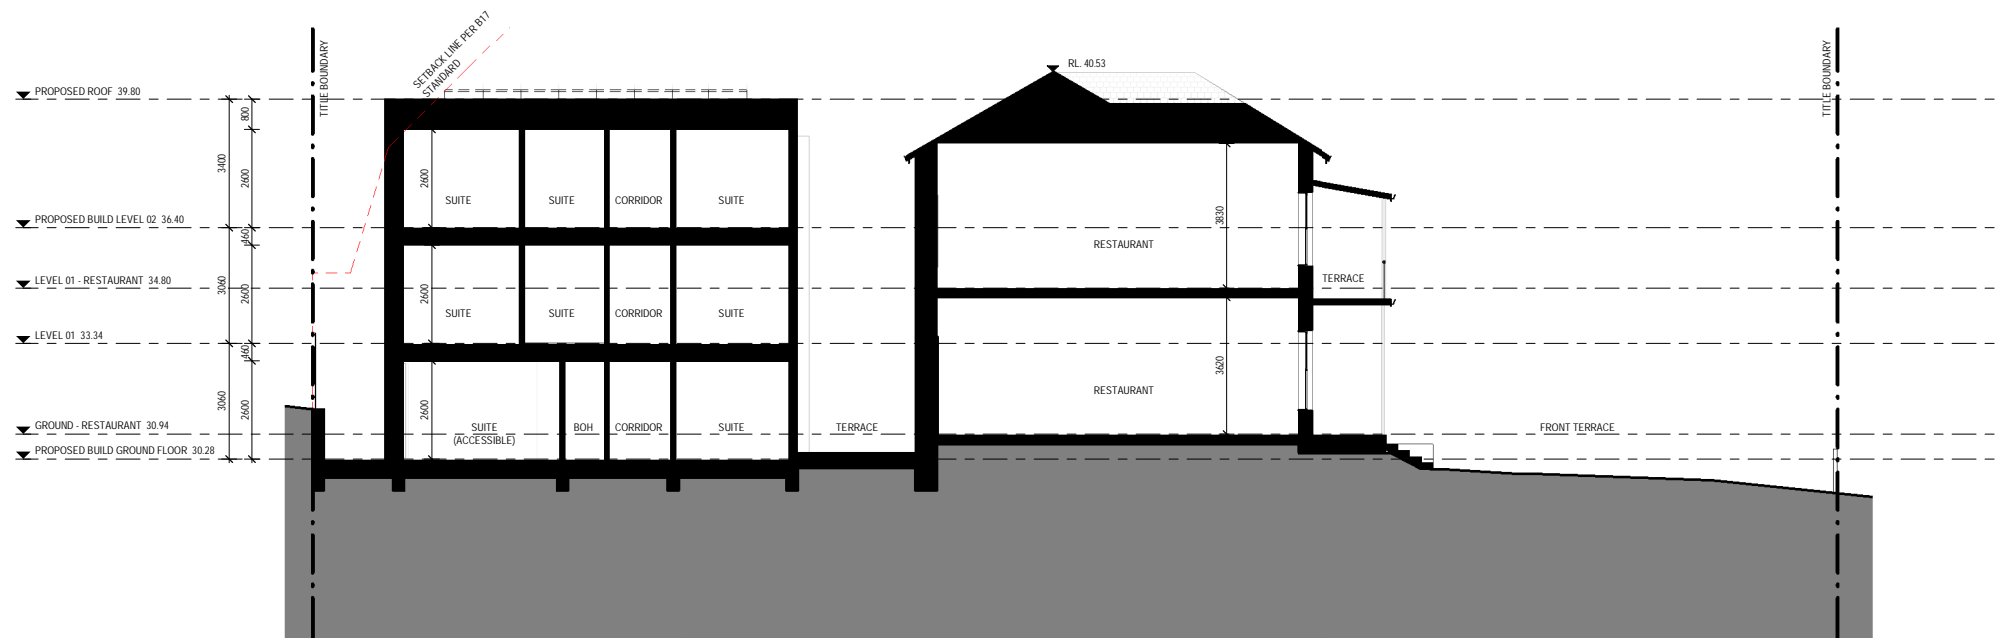 SETBACK LINE PER B17
STANDARD
TITLE BOUNDARY
TITLE BOUNDARY
RL. 40.53
PROPOSED ROOF 39.80
800
3400
2600
2600
SUITE
SUITE
CORRIDOR
SUITE
PROPOSED BUILD LEVEL 02 36.40
3830
RESTAURANT
460
LEVEL 01 - RESTAURANT 34.80
3060
2600
2600
TERRACE
SUITE
SUITE
CORRIDOR
SUITE
LEVEL 01 33.34
460
3620
RESTAURANT
3060
2600
2600
GROUND - RESTAURANT 30.94
SUITE
(ACCESSIBLE)
BOH
CORRIDOR
SUITE
TERRACE
FRONT TERRACE
PROPOSED BUILD GROUND FLOOR 30.28